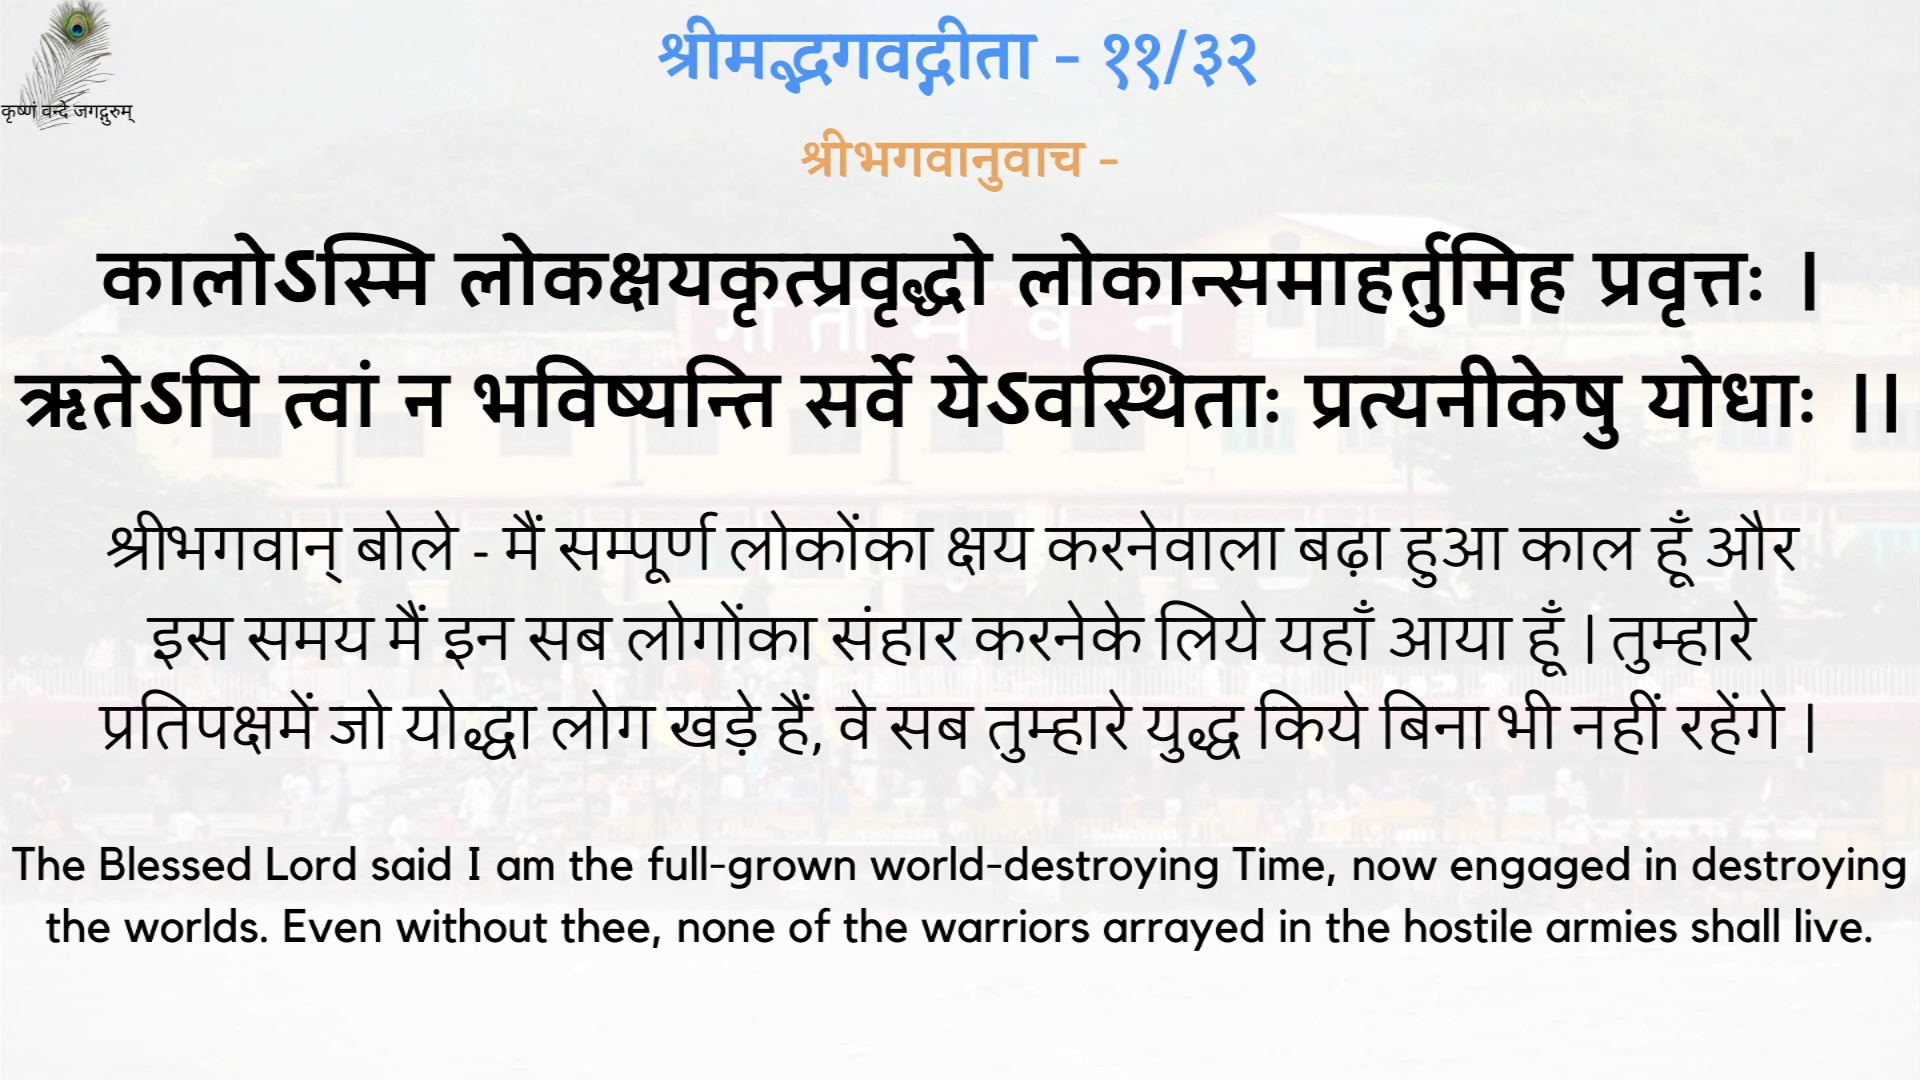 कृष्णं वन्दे जगद्गुरुम्
श्रीमद्भगवद्गीता - ११/३२
श्रीभगवानुवाच -
कालोऽस्मि लोकक्षयकृत्प्रवृद्धो लोकान्समाहर्तुमिह प्रवृत्तः ।
गीता भवन
ऋतेऽपि त्वां न भविष्यन्ति सर्वे येऽवस्थिताः प्रत्यनीकेषु योधाः ।।
श्रीभगवान् बोले - मैं सम्पूर्ण लोकोंका क्षय करनेवाला बढ़ा हुआ काल हूँ और
इस समय मैं इन सब लोगोंका संहार करनेके लिये यहाँ आया हूँ | तुम्हारे
प्रतिपक्षमें जो योद्धा लोग खड़े हैं, वे सब तुम्हारे युद्ध किये बिना भी नहीं रहेंगे |
The Blessed Lord said I am the full-grown world-destroying Time, now engaged in destroying
the worlds. Even without thee, none of the warriors arrayed in the hostile armies shall live.